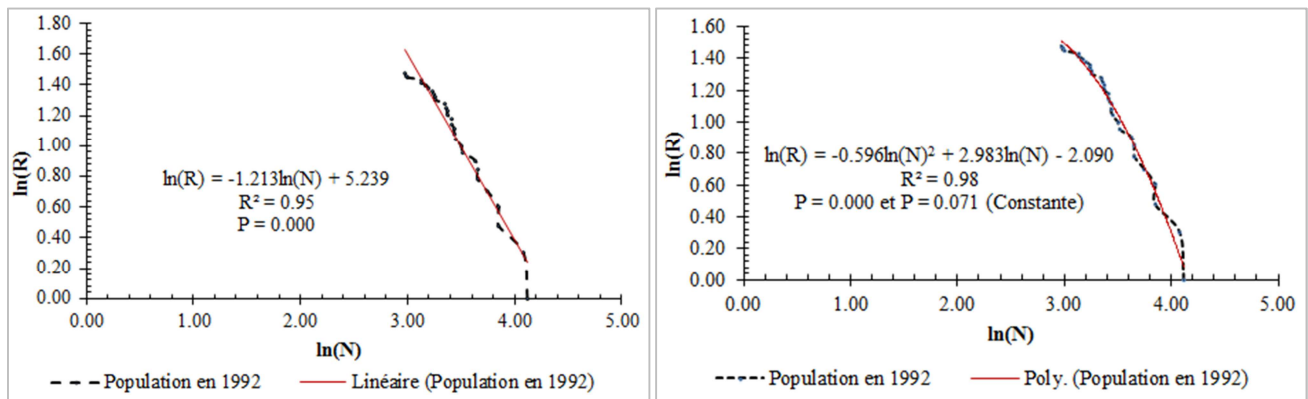 1.80
1.60
1.40
1.20
1.00
0.80
0.60
0.40
0.20
0.00
ln(R)
ln(R) = -1.213ln(N) + 5.239
R² = 0.95
P = 0.000
0.00 1.00 2.00 3.00 4.00 5.00
ln(N)
Population en 1992 Linéaire (Population en 1992)
1.60
1.40
1.20
1.00
0.80
0.60
0.40
0.20
0.00
ln(R)
ln(R) = -0.596ln(N)² + 2.983ln(N) - 2.090
R² = 0.98
P = 0.000 et P = 0.071 (Constante)
0.00 1.00 2.00 3.00 4.00 5.00
ln(N)
Population en 1992 Poly. (Population en 1992)